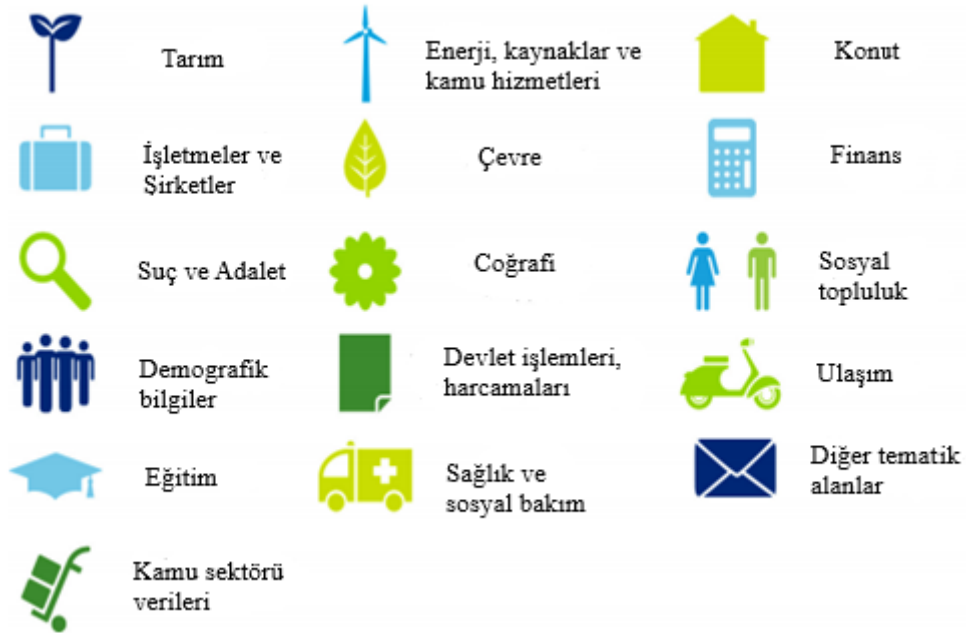 Tarım
Enerji, kaynaklar ve
kamu hizmetleri
Konut
İşletmeler ve
Şirketler
Çevre
Finans
Suç ve Adalet
Coğrafi
Sosyal
topluluk
Demografik
bilgiler
Devlet işlemleri,
harcamaları
Ulaşım
Eğitim
Sağlık ve
sosyal bakım
Diğer tematik
alanlar
Kamu sektörü
verileri